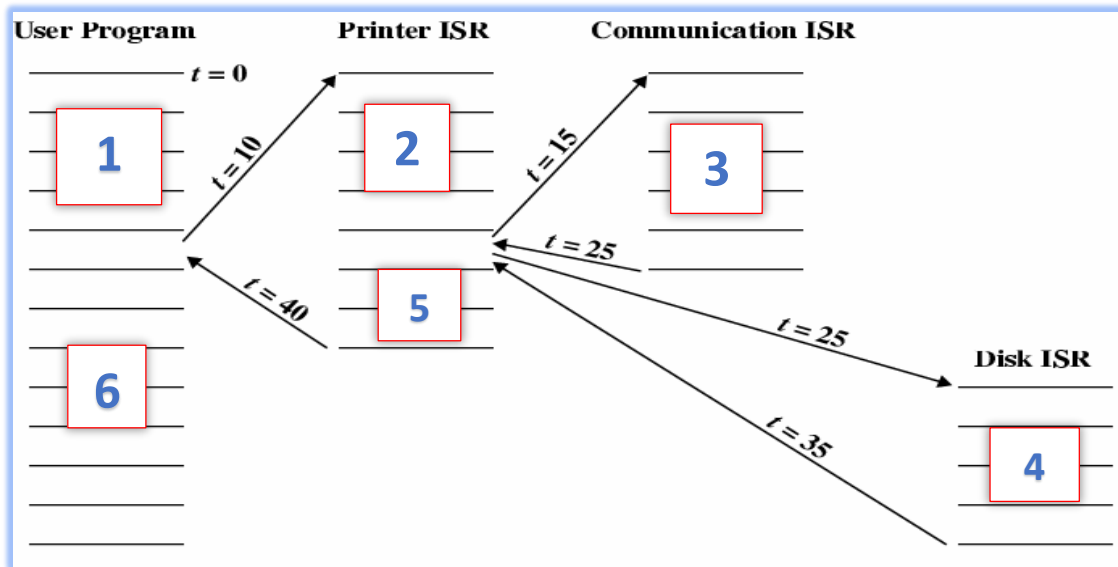 User Program
Printer ISR
Communication ISR
t = 0
1
2
3
t = 10
t = 15
t = 25
t = 40
5
t = 25
Disk ISR
6
t = 35
4